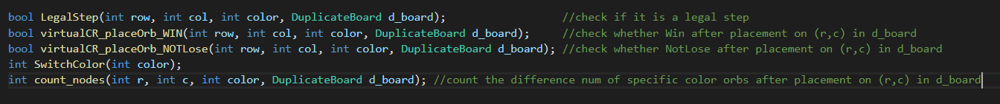 bool LegalStep(int row, int col, int color, DuplicateBoard d_board); //check if it is a legal step
bool virtualCR_placeOrb_WIN(int row, int col, int color, DuplicateBoard d_board); //check whether Win after placement on (r,c) in d_board
bool virtualCR_placeOrb_NOTLose(int row, int col, int color, DuplicateBoard d_board); //check whether NotLose after placement on (r,c) in d_board
int SwitchColor(int color);
int count_nodes(int r, int c, int color, DuplicateBoard d_board); //count the difference num of specific color orbs after placement on (r,c) in d_board